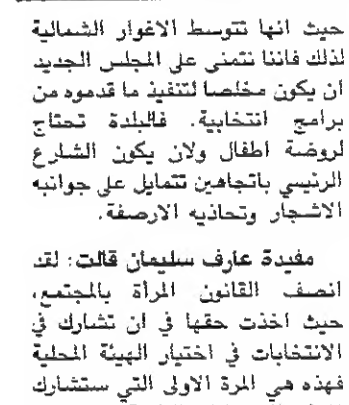 حيث انها تتوسط الاغوار الشمالية
لذلك فاننا نتمنى على المجلس الجديد
ان يكون مخلصا لتنفيذ ما قدموه من
برامج انتخابية. فالبلدة تحتاج
لروضة اطفال ولان يكون الشارع
الرئيسي باتجاهين تتمايل على جوانبه
الاشجار وتحاذيه الارصفة.
مفيدة عارف سليمان قالت: لقد
انصف القانون المرأة بالمجتمع،
حيث اخذت حقها في ان تشارك في
الانتخابات في اختيار الهيئة المحلية
فهذه هي المرة الاولى التي ستشارك